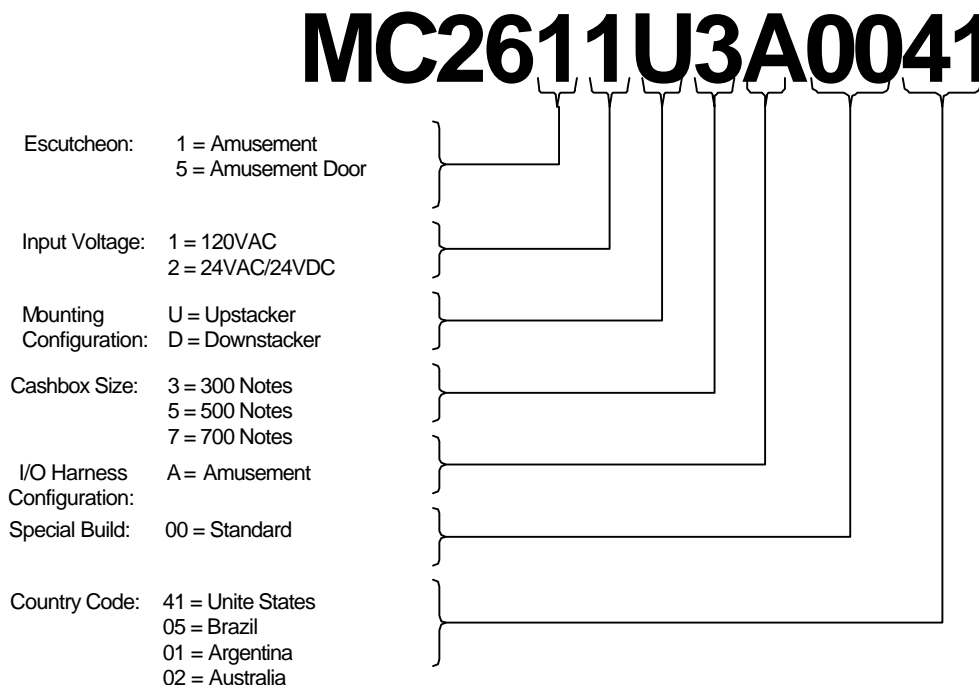 MC2611U3A0041
Escutcheon: 1 = Amusement
5 = Amusement Door
Input Voltage: 1 = 120VAC
2 = 24VAC/24VDC
Mounting U = Upstacker
Configuration: D = Downstacker
Cashbox Size: 3 = 300 Notes
5 = 500 Notes
7 = 700 Notes
I/O Harness A = Amusement
Configuration:
Special Build: 00 = Standard
Country Code: 41 = Unite States
05 = Brazil
01 = Argentina
02 = Australia